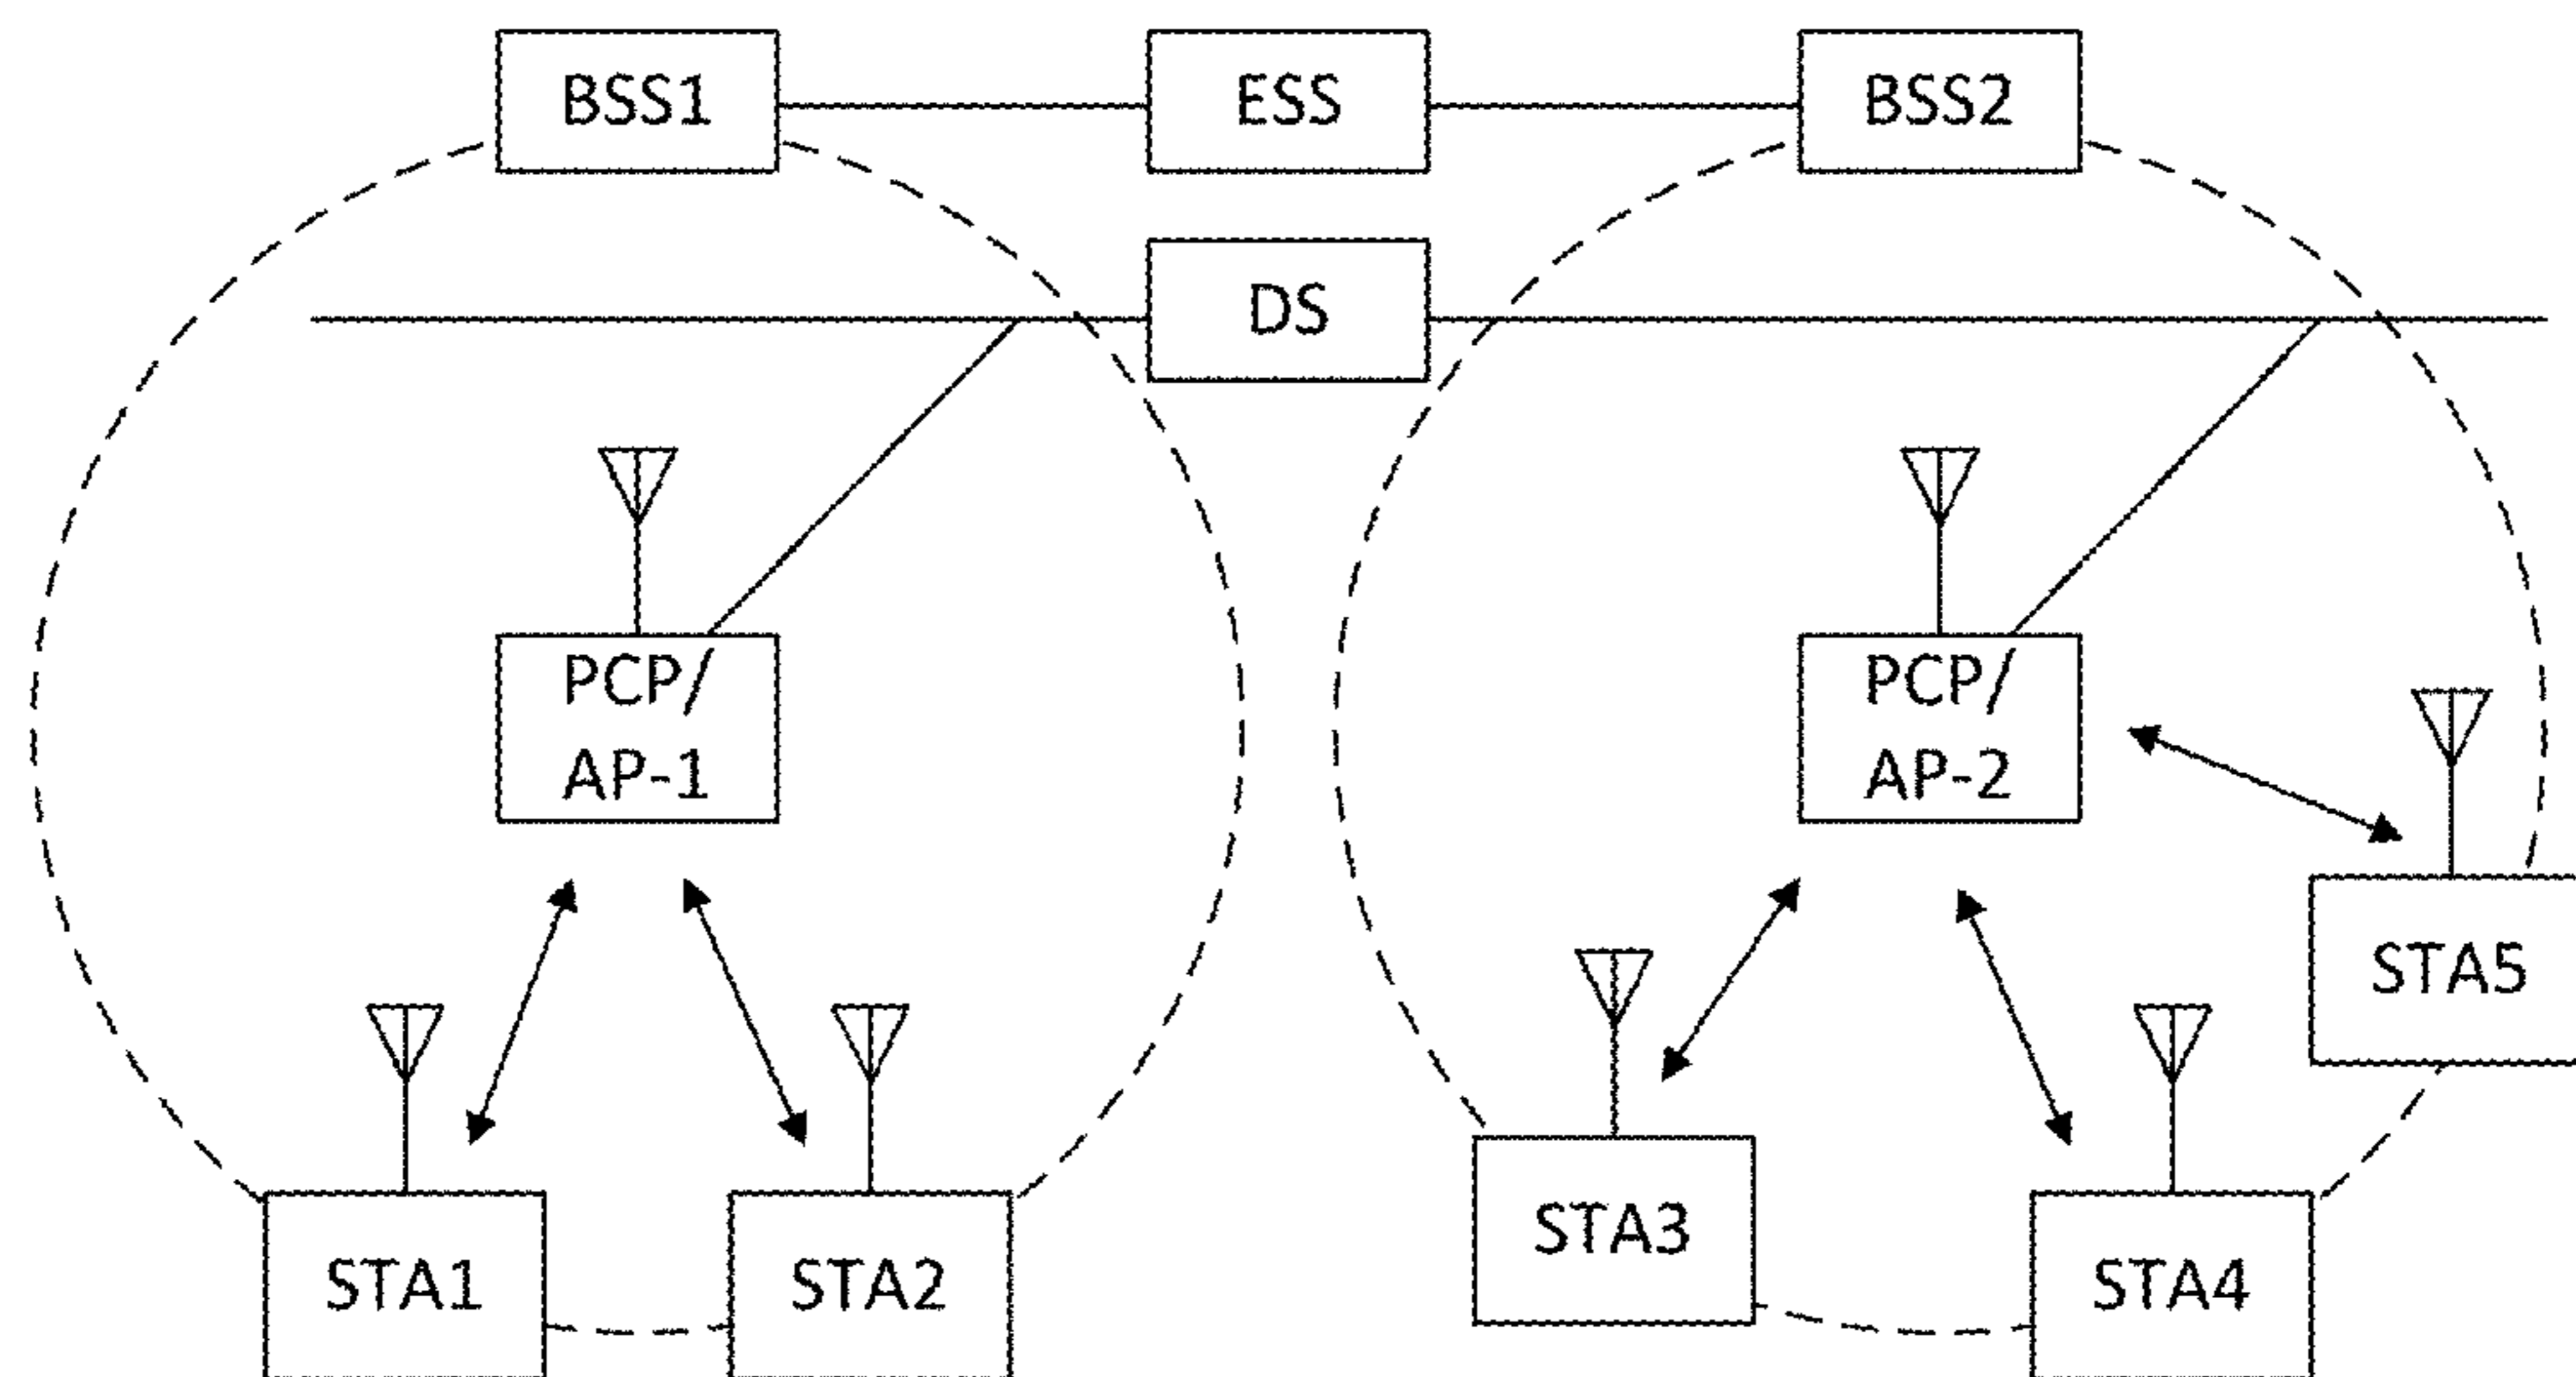 BSS1
ESS
BSS2
DS
PCP/
AP-1
PCP/
AP-2
STA5
STA3
STA1
STA2
STA4